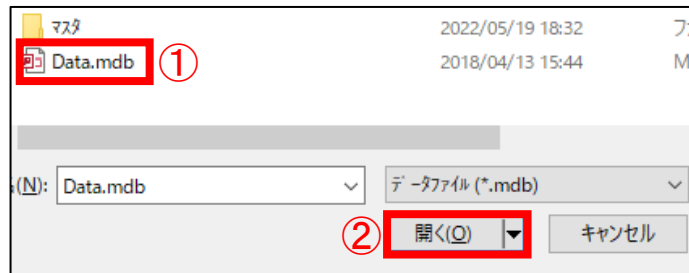 マスタ 2022/05/19 18:32 フ
Data.mdb ① 2018/04/13 15:44 M
(N): Data.mdb データファイル (*.mdb)
② 開く(O) キャンセル